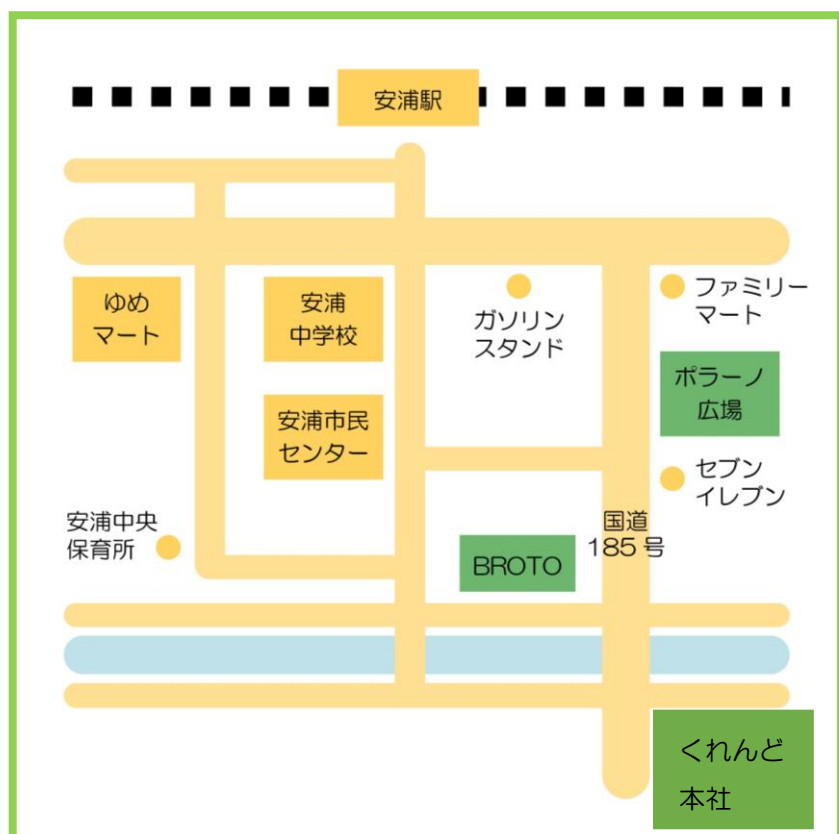 安浦駅
ゆめ
マート
安浦
中学校
ガソリン
スタンド
ファミリー
マート
ポラーノ
広場
安浦市民
センター
セブン
イレブン
安浦中央
保育所
国道
185号
BROTO
くれんど
本社